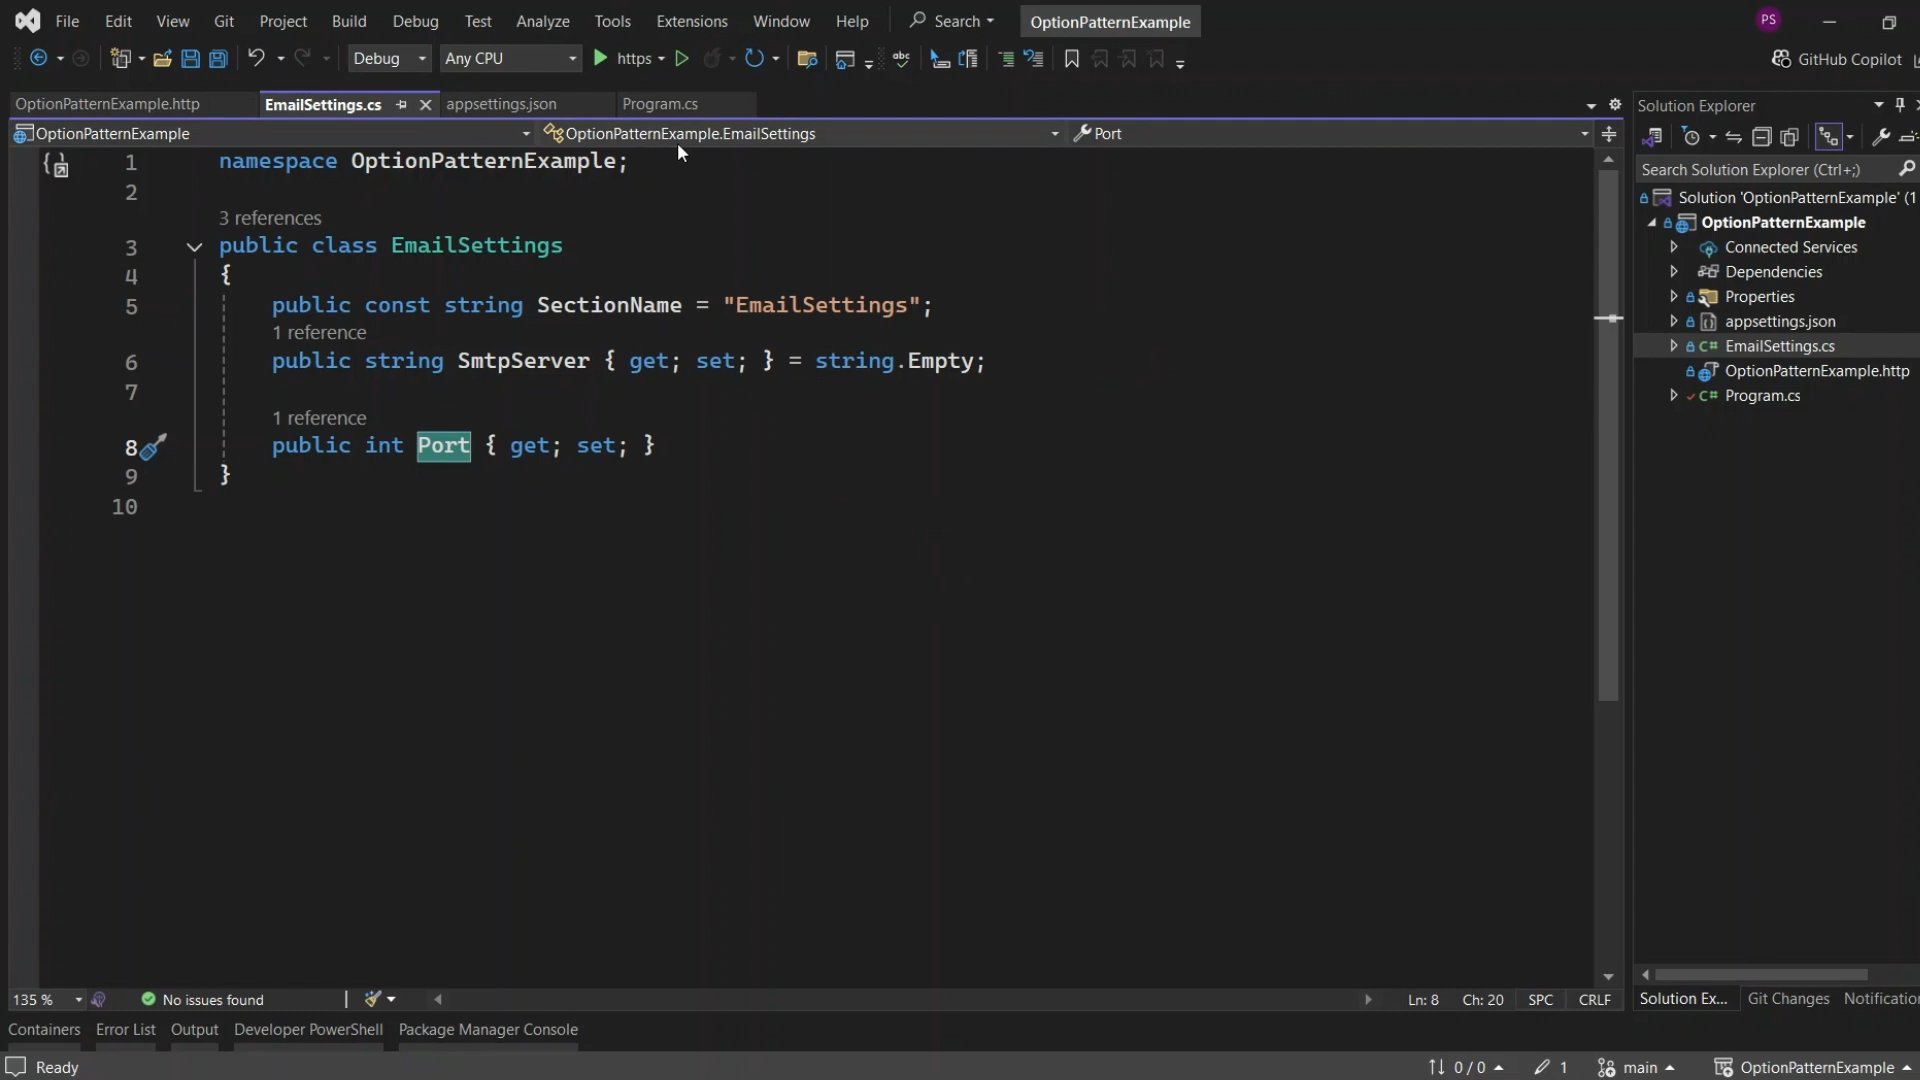 File Edit View Git Project Build Debug Test Analyze Tools Extensions Window Help Search OptionPatternExample PS
Debug Any CPU https abc GitHub Copilot
OptionPatternExample.http EmailSettings.cs appsettings.json Program.cs
OptionPatternExample OptionPatternExample.EmailSettings Port
1 namespace OptionPatternExample;
2
3 references
3 public class EmailSettings
4 {
5 public const string SectionName = "EmailSettings";
1 reference
6 public string SmtpServer { get; set; } = string.Empty;
7
1 reference
8 public int Port { get; set; }
9 }
10
135 % No issues found Ln: 8 Ch: 20 SPC CRLF
Solution Explorer
Search Solution Explorer (Ctrl+;)
Solution 'OptionPatternExample' (1
OptionPatternExample
Connected Services
Dependencies
Properties
appsettings.json
C# EmailSettings.cs
OptionPatternExample.http
C# Program.cs
Solution Ex... Git Changes Notification
Containers Error List Output Developer PowerShell Package Manager Console
Ready 0 / 0 1 main OptionPatternExample